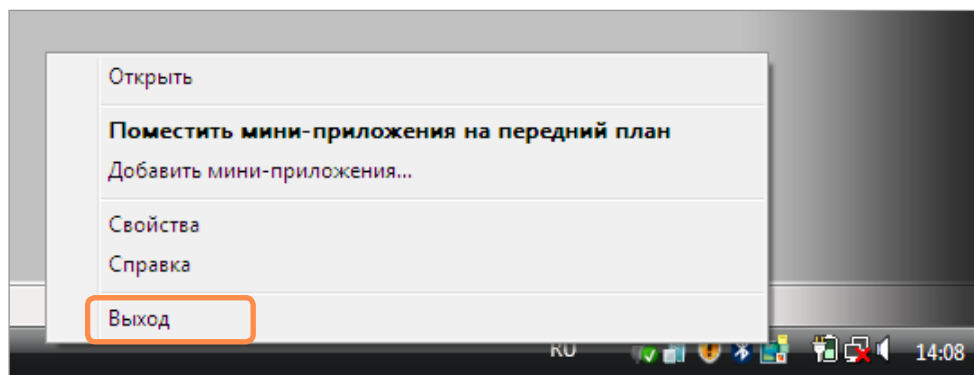 Открыть
Поместить мини-приложения на передний план
Добавить мини-приложения...
Свойства
Справка
Выход
RU 14:08